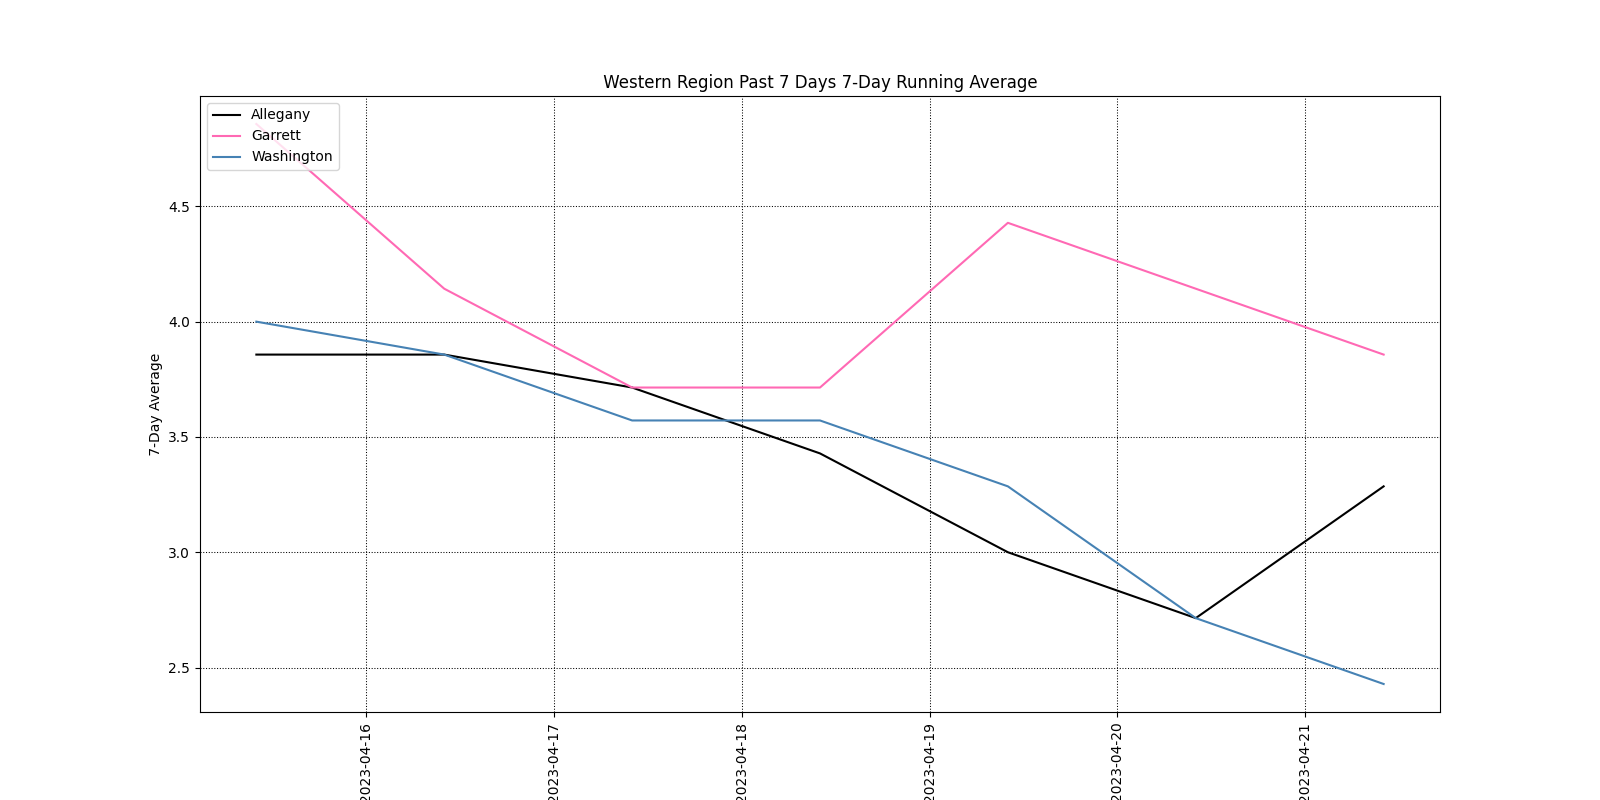 Western Region Past 7 Days 7-Day Running Average
Allegany
Garrett
Washington
7-Day Average
4.5
4.0
3.5
3.0
2.5
2023-04-16
2023-04-17
2023-04-18
2023-04-19
2023-04-20
2023-04-21